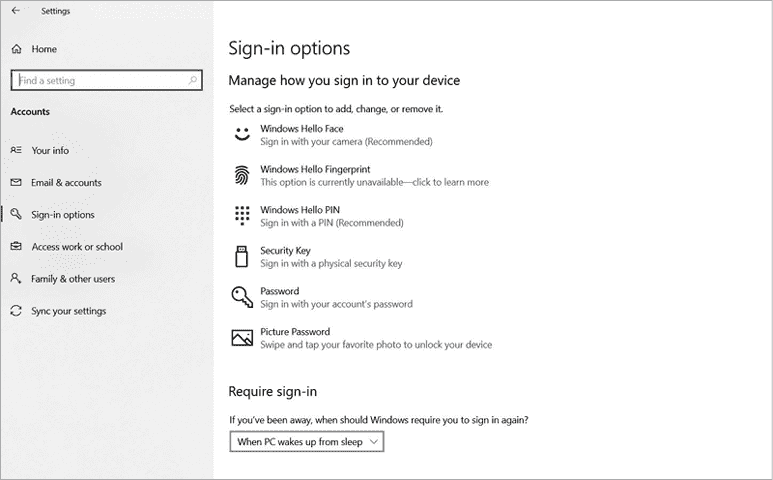 Settings
Home
Find a setting
Accounts
Your info
Email & accounts
Sign-in options
Access work or school
Family & other users
Sync your settings
Sign-in options
Manage how you sign in to your device
Select a sign-in option to add, change, or remove it.
Windows Hello Face
Sign in with your camera (Recommended)
Windows Hello Fingerprint
This option is currently unavailable—click to learn more
Windows Hello PIN
Sign in with a PIN (Recommended)
Security Key
Sign in with a physical security key
Password
Sign in with your account's password
Picture Password
Swipe and tap your favorite photo to unlock your device
Require sign-in
If you've been away, when should Windows require you to sign in again?
When PC wakes up from sleep